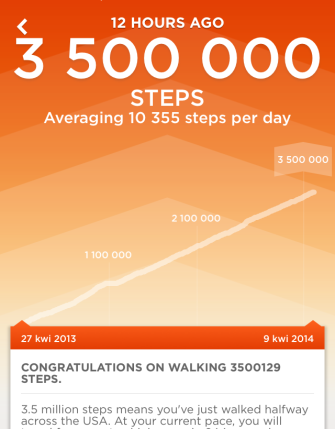 12 HOURS AGO
3 500 000
STEPS
Averaging 10 355 steps per day
3 500 000
2 100 000
1 100 000
27 kwi 2013
9 kwi 2014
CONGRATULATIONS ON WALKING 3500129
STEPS.
3.5 million steps means you've just walked halfway
across the USA. At your current pace, you will